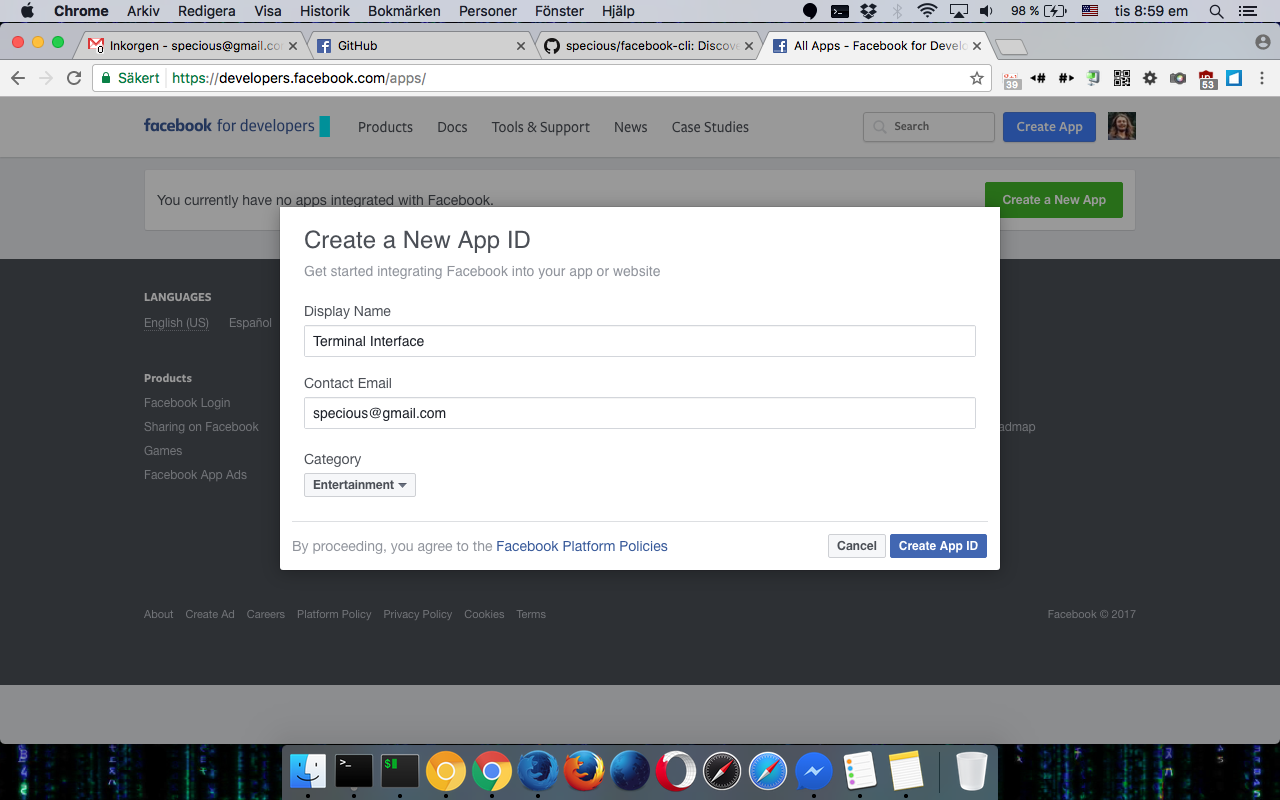 Chrome Arkiv Redigera Visa Historik Bokmärken Personer Fönster Hjälp 98 % tis 8:59 em
Inkorgen - specious@gmail.co
GitHub
specious/facebook-cli: Discove
All Apps - Facebook for Develo
Säkert https://developers.facebook.com/apps/
39
53
facebook for developers
Products Docs Tools & Support News Case Studies
Search
Create App
You currently have no apps integrated with Facebook.
Create a New App
Create a New App ID
Get started integrating Facebook into your app or website
Display Name
Terminal Interface
Contact Email
specious@gmail.com
Category
Entertainment
By proceeding, you agree to the Facebook Platform Policies
Cancel
Create App ID
LANGUAGES
English (US) Español
Products
Facebook Login
Sharing on Facebook
Games
Facebook App Ads
admap
About Create Ad Careers Platform Policy Privacy Policy Cookies Terms
Facebook © 2017